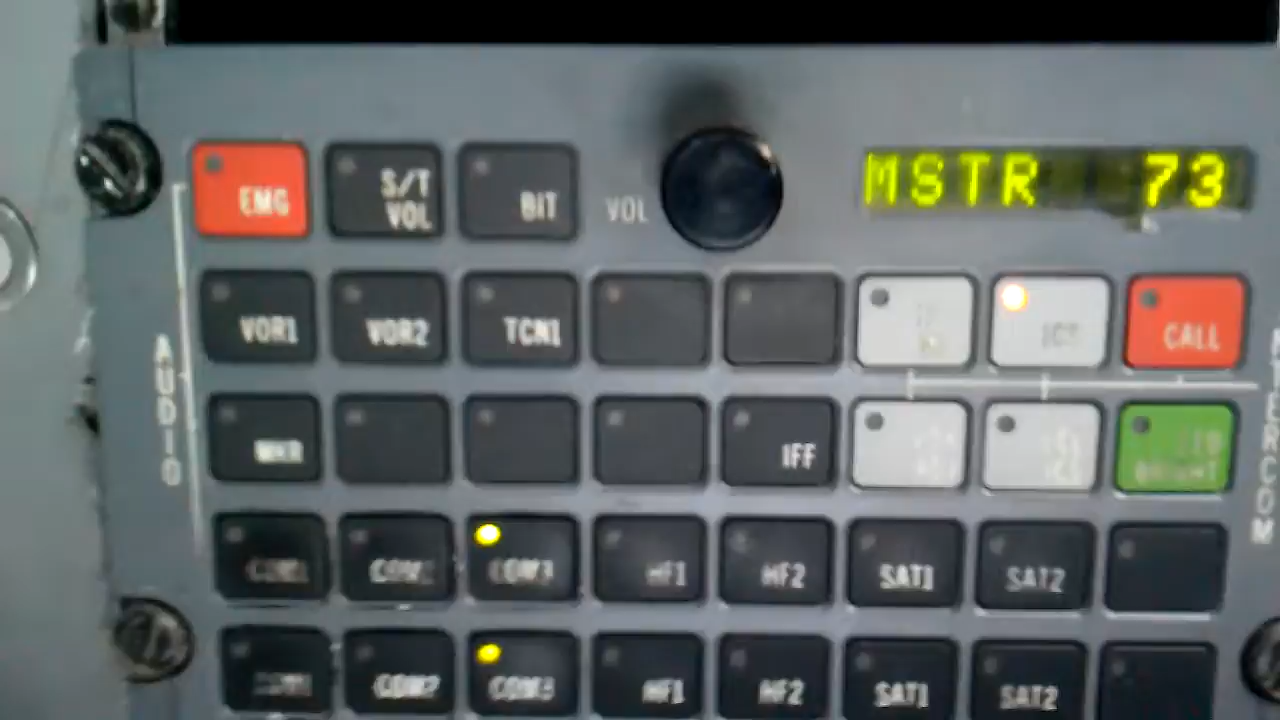 EMG S/T VOL BIT VOL MSTR 73
VOR1 VOR2 TCN1 CALL
AUDIO
MKR IFF
INTERCOM
COM1 COM2 COM3 HF1 HF2 SAT1 SAT2
COM1 COM2 COM3 HF1 HF2 SAT1 SAT2